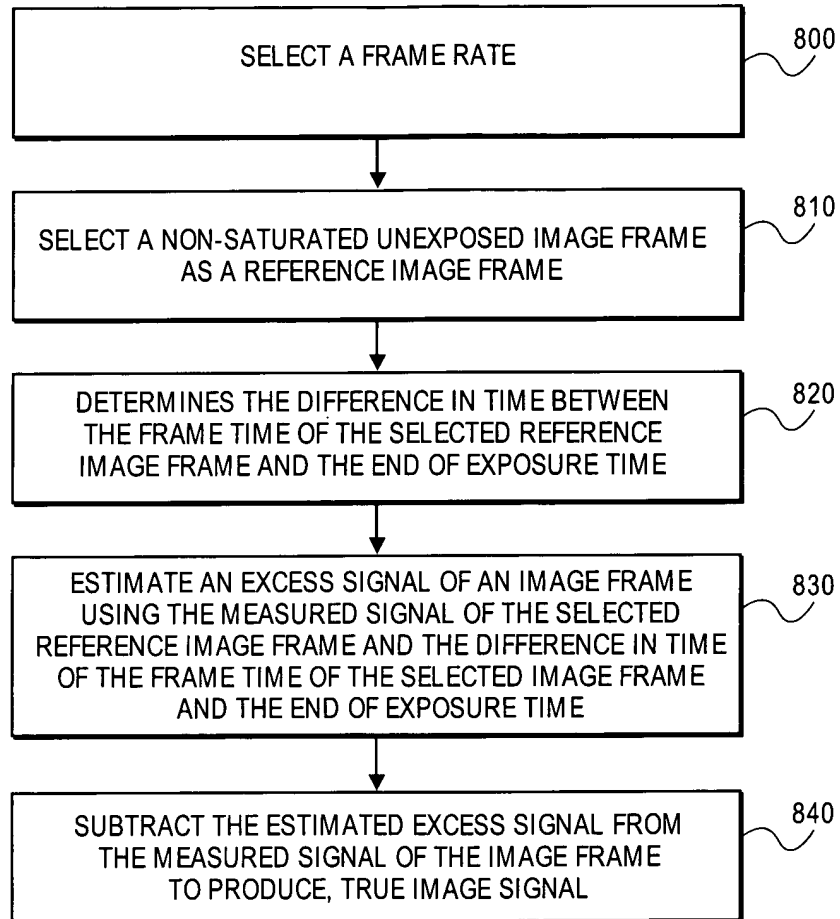 SELECT A FRAME RATE
800
SELECT A NON-SATURATED UNEXPOSED IMAGE FRAME
AS A REFERENCE IMAGE FRAME
810
DETERMINES THE DIFFERENCE IN TIME BETWEEN
THE FRAME TIME OF THE SELECTED REFERENCE
IMAGE FRAME AND THE END OF EXPOSURE TIME
820
ESTIMATE AN EXCESS SIGNAL OF AN IMAGE FRAME
USING THE MEASURED SIGNAL OF THE SELECTED
REFERENCE IMAGE FRAME AND THE DIFFERENCE IN TIME
OF THE FRAME TIME OF THE SELECTED IMAGE FRAME
AND THE END OF EXPOSURE TIME
830
SUBTRACT THE ESTIMATED EXCESS SIGNAL FROM
THE MEASURED SIGNAL OF THE IMAGE FRAME
TO PRODUCE, TRUE IMAGE SIGNAL
840